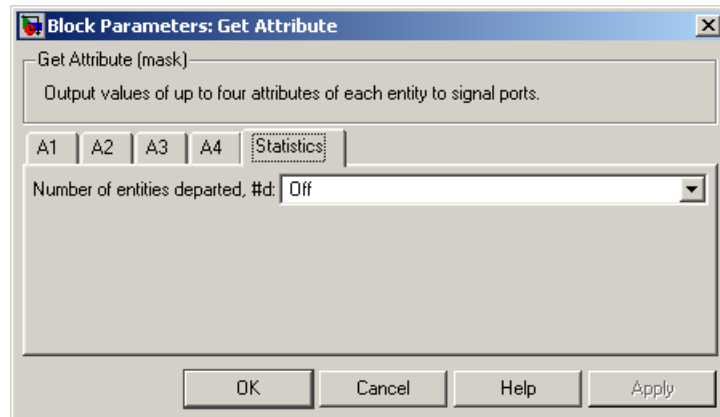 Block Parameters: Get Attribute
Get Attribute (mask)
Output values of up to four attributes of each entity to signal ports.
A1 A2 A3 A4 Statistics
Number of entities departed, #d: Off
OK Cancel Help Apply